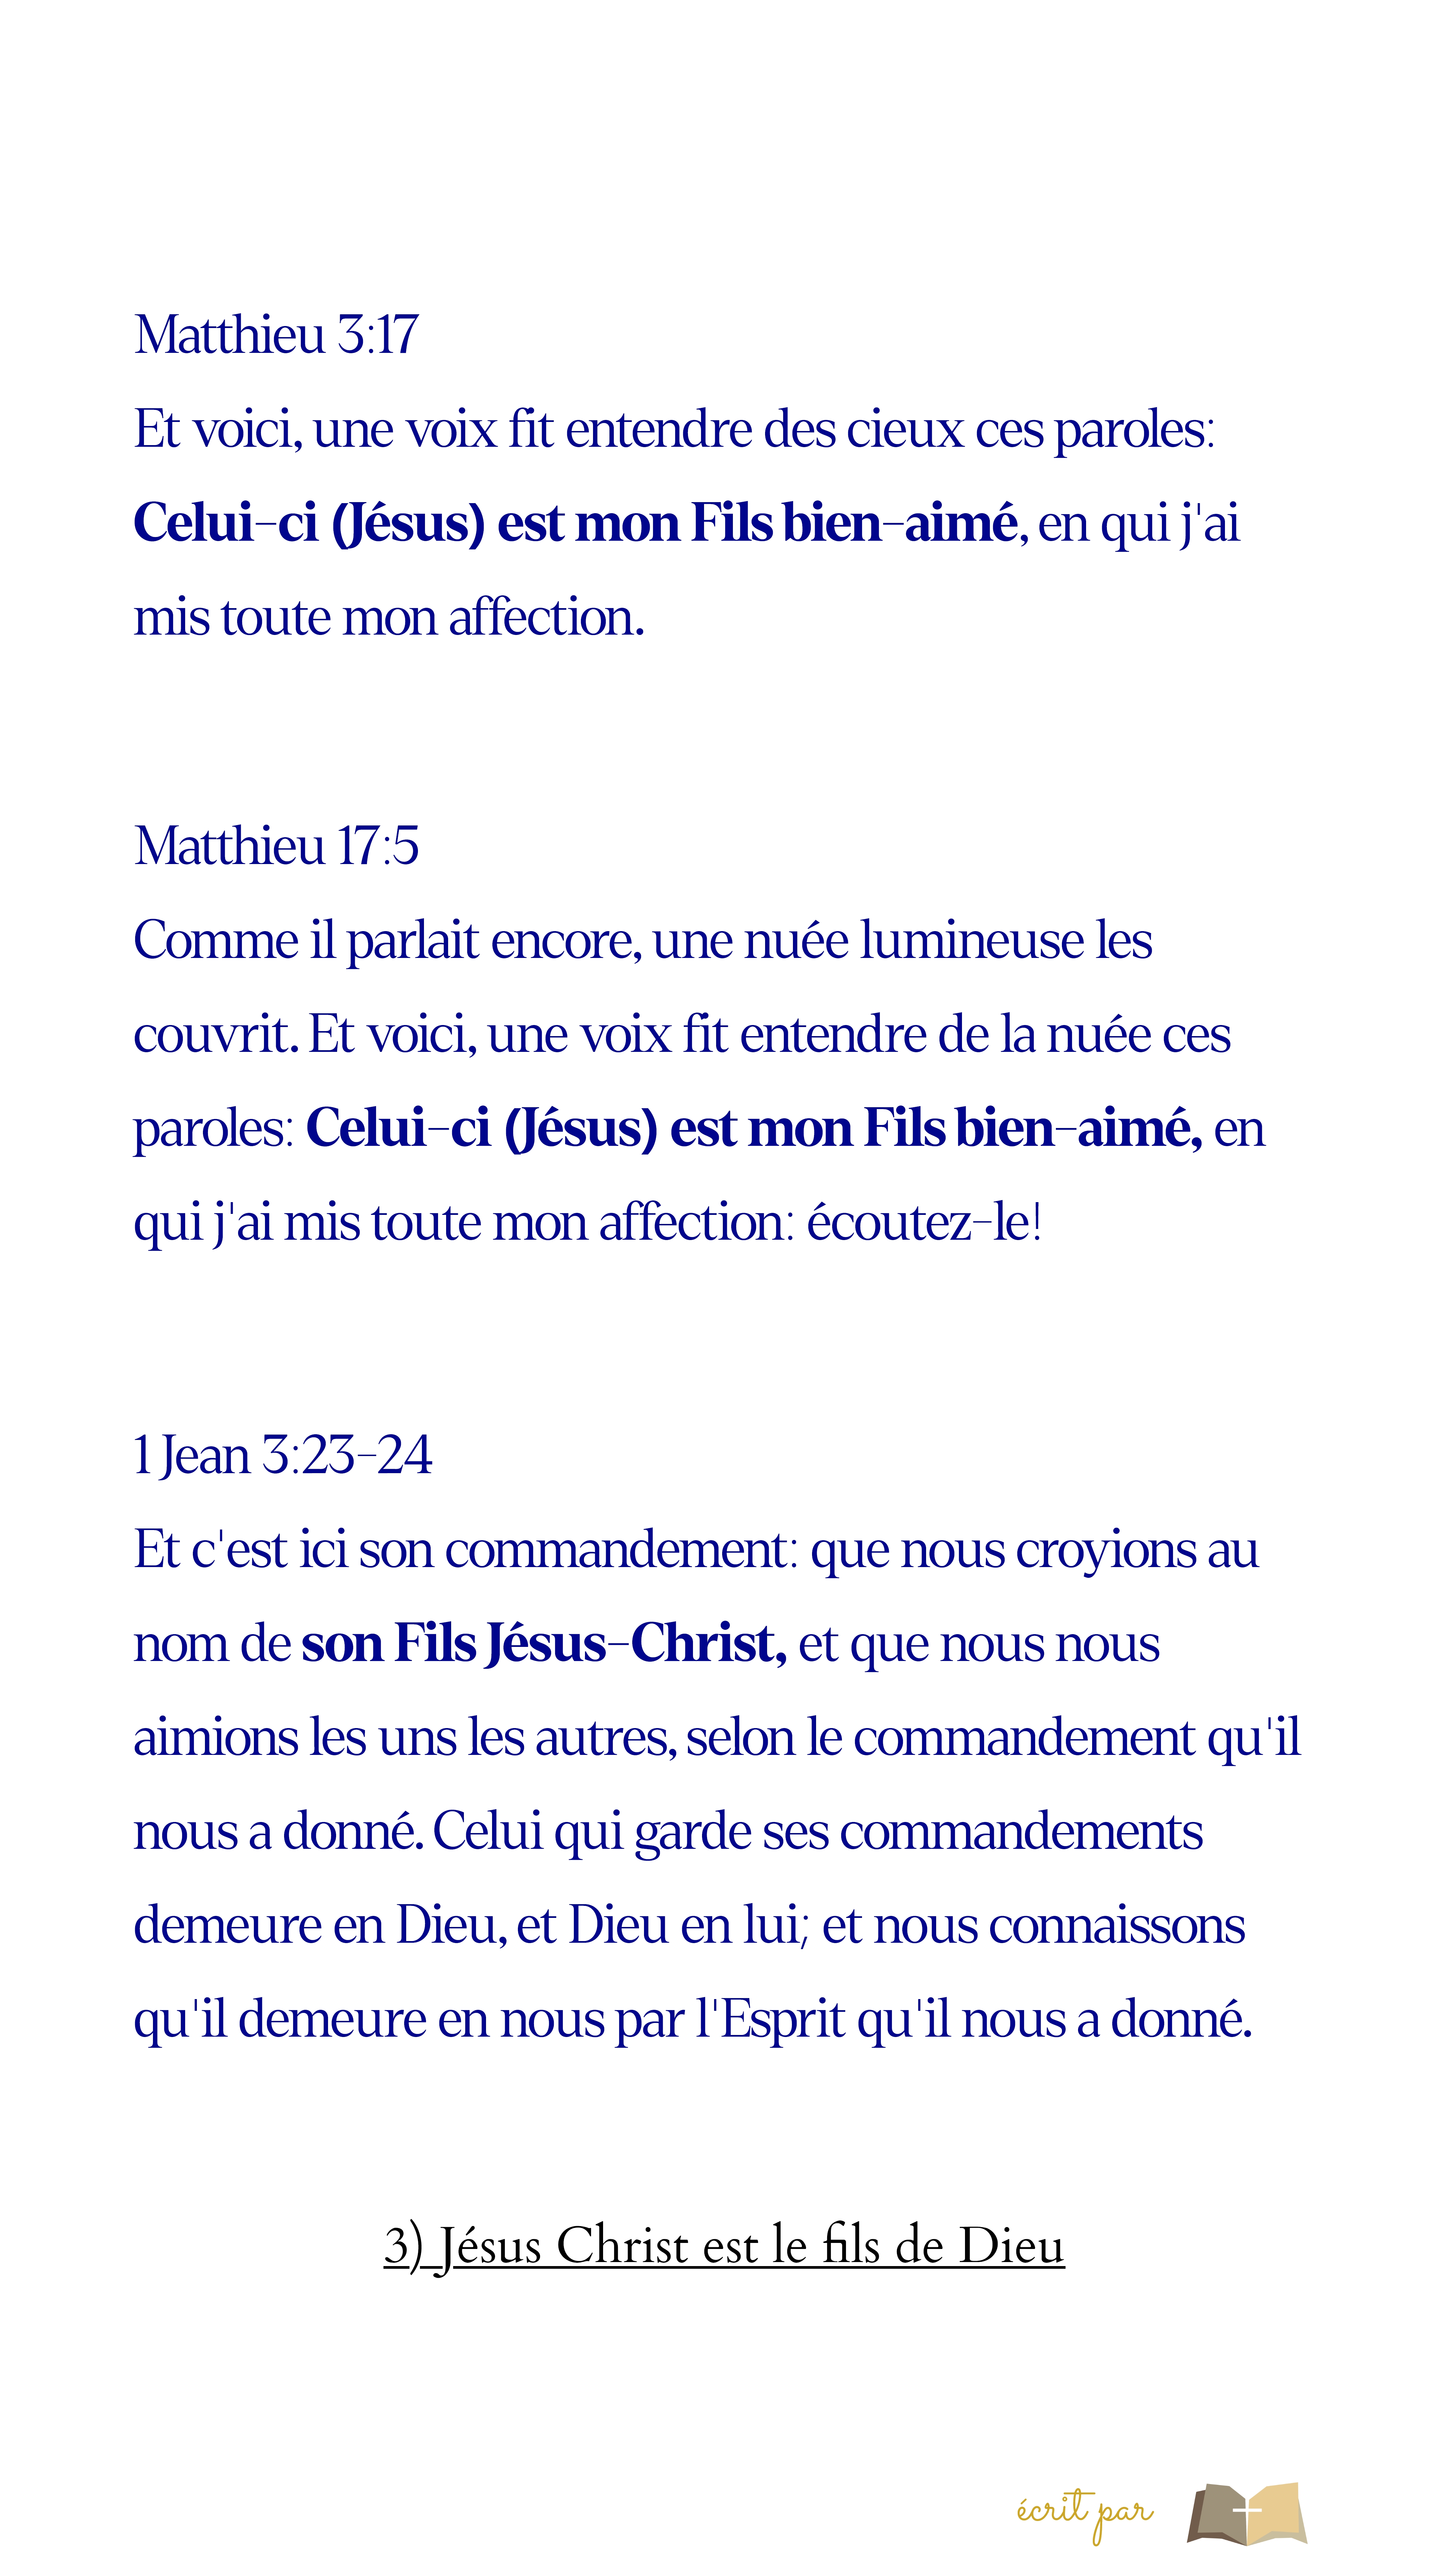 Matthieu 3:17
Et voici, une voix fit entendre des cieux ces paroles:
Celui-ci (Jésus) est mon Fils bien-aimé, en qui j'ai
mis toute mon affection.
Matthieu 17:5
Comme il parlait encore, une nuée lumineuse les
couvrit. Et voici, une voix fit entendre de la nuée ces
paroles: Celui-ci (Jésus) est mon Fils bien-aimé, en
qui j'ai mis toute mon affection: écoutez-le!
1 Jean 3:23-24
Et c'est ici son commandement: que nous croyions au
nom de son Fils Jésus-Christ, et que nous nous
aimions les uns les autres, selon le commandement qu'il
nous a donné. Celui qui garde ses commandements
demeure en Dieu, et Dieu en lui; et nous connaissons
qu'il demeure en nous par l'Esprit qu'il nous a donné.
3) Jésus Christ est le fils de Dieu
écrit par